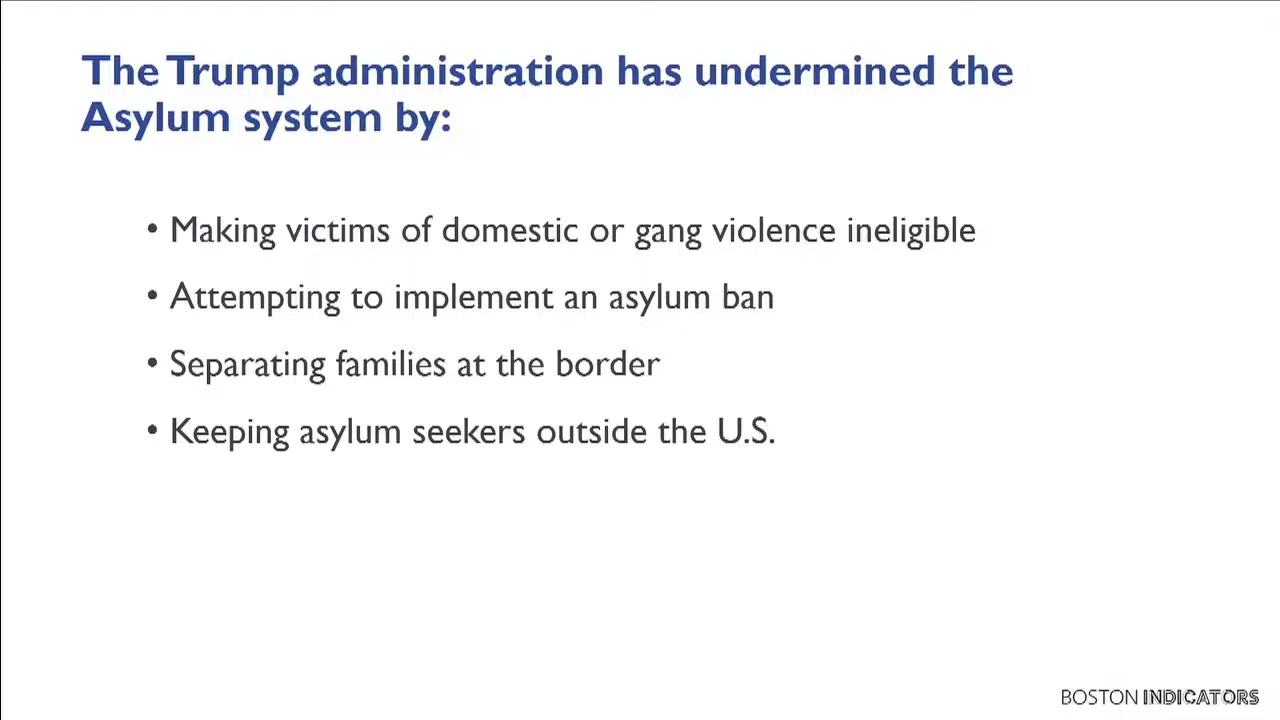 The Trump administration has undermined the
Asylum system by:
• Making victims of domestic or gang violence ineligible
• Attempting to implement an asylum ban
• Separating families at the border
• Keeping asylum seekers outside the U.S.
BOSTON INDICATORS